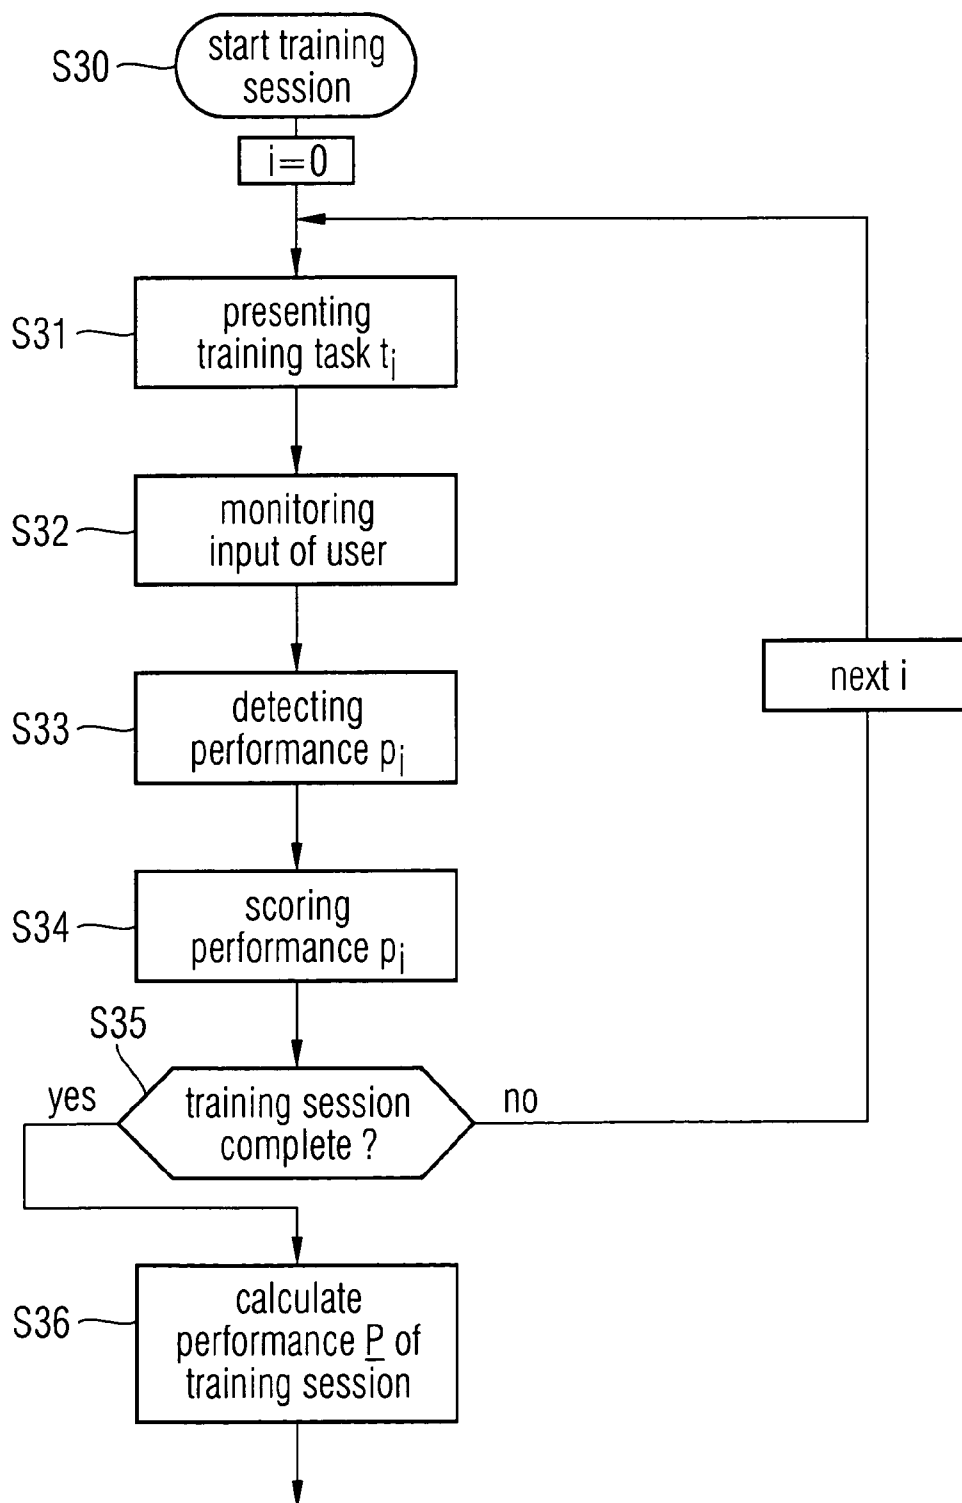 S30
start training
session
i=0
S31
presenting
training task tᵢ
S32
monitoring
input of user
S33
detecting
performance pᵢ
next i
S34
scoring
performance pᵢ
S35
yes
training session
complete ?
no
S36
calculate
performance P of
training session